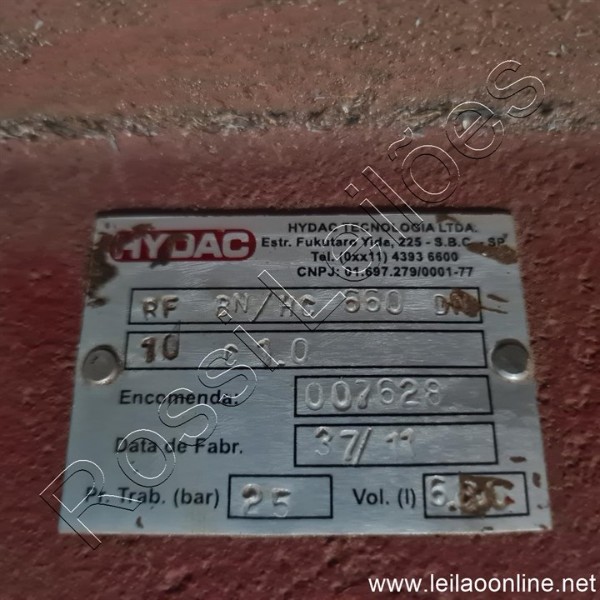 HYDAC
HYDAC TECNOLOGIA LTDA.
Estr. Fukutaro Yida, 225 - S.B.C. - SP
Tel. (0xx11) 4393 6600
CNPJ: 01.697.279/0001-77
RF BN/HC 660
10 1.0
Encomenda: 007628
Data de Fabr. 37/11
Pr. Trab. (bar) 25 Vol. (l)
Rossi Leilões
www.leilaoonline.net